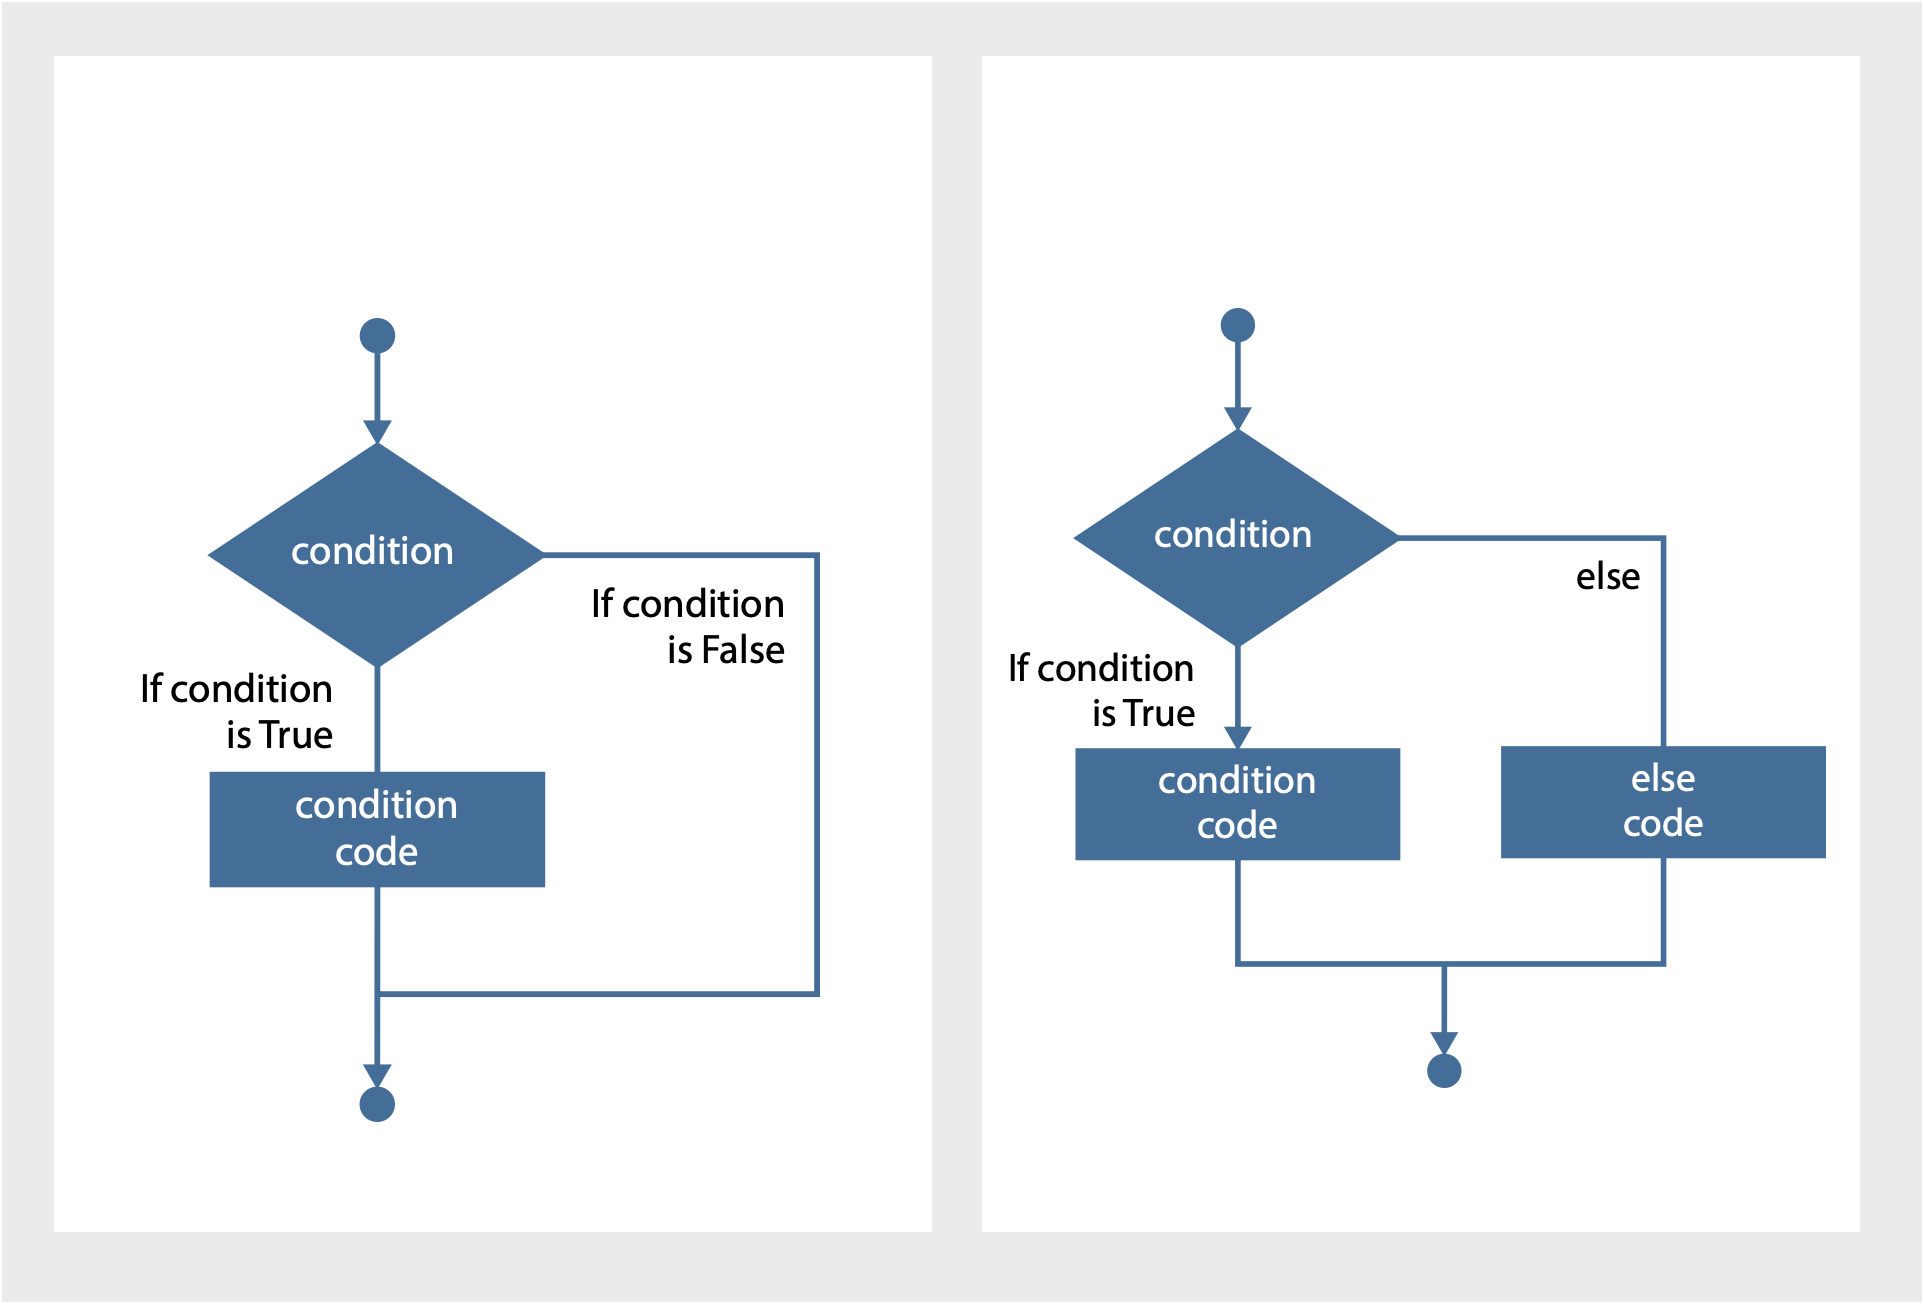 condition
If condition
is False
If condition
is True
condition
code
condition
else
If condition
is True
condition
code
else
code